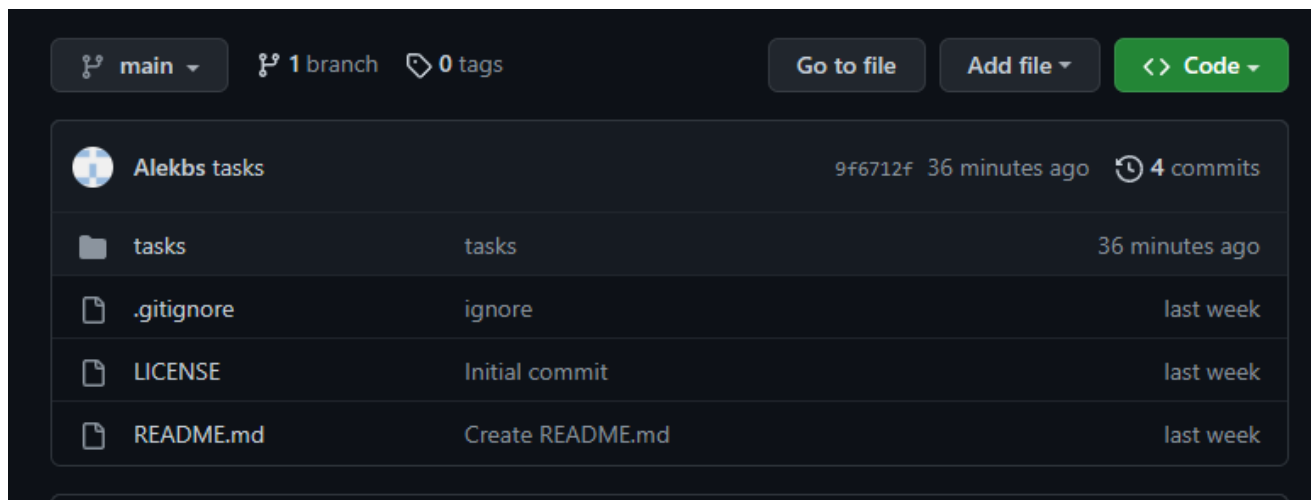 main 1 branch 0 tags Go to file Add file <> Code
Alekbs tasks 9f6712f 36 minutes ago 4 commits
tasks tasks 36 minutes ago
.gitignore ignore last week
LICENSE Initial commit last week
README.md Create README.md last week